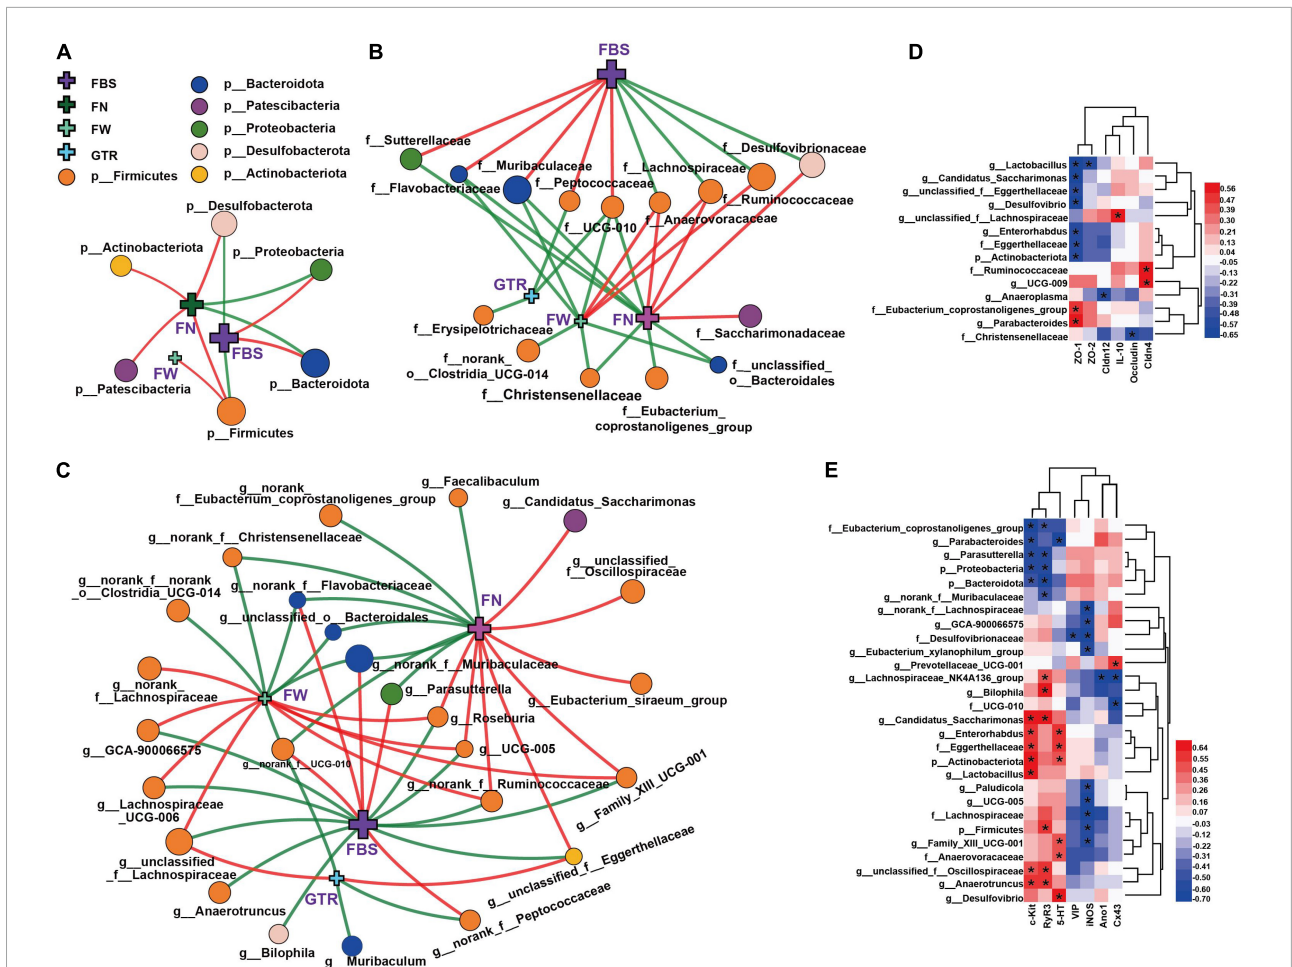 A
FBS
FN
FW
GTR
p__Firmicutes
p__Bacteroidota
p__Patescibacteria
p__Proteobacteria
p__Desulfobacterota
p__Actinobacteriota
p__Desulfobacterota
p__Actinobacteriota
p__Proteobacteria
FN
FBS
FW
p__Patescibacteria
p__Bacteroidota
p__Firmicutes
B
FBS
f__Sutterellaceae
f__Desulfovibrionaceae
f__Muribaculaceae
f__Lachnospiraceae
f__Flavobacteriaceae
f__Peptococcaceae
f__Ruminococcaceae
f__UCG-010
f__Anaerovoracaceae
GTR
FW
FN
f__Erysipelotrichaceae
f__Saccharimonadaceae
f__norank_
o__Clostridia_UCG-014
f__unclassified_
o__Bacteroidales
f__Christensenellaceae
f__Eubacterium_
coprostanoligenes_group
C
g__norank_
f__Eubacterium_coprostanoligenes_group
g__Faecalibaculum
g__Candidatus_Saccharimonas
g__norank_f__Christensenellaceae
g__unclassified_
f__Oscillospiraceae
g__norank_f__norank
_o__Clostridia_UCG-014
g__norank_f__Flavobacteriaceae
FN
g__unclassified_o__Bacteroidales
g__norank_f__Muribaculaceae
g__norank_
f__Lachnospiraceae
FW
g__Parasutterella
g__Eubacterium_siraeum_group
g__Roseburia
g__GCA-900066575
g__UCG-005
g__norank_f__UCG-010
g__norank_f__Ruminococcaceae
g__Family_XIII_UCG-001
g__Lachnospiraceae
_UCG-006
FBS
g__unclassified
_f__Lachnospiraceae
g__unclassified_f__Eggerthellaceae
GTR
g__Anaerotruncus
g__norank_f__Peptococcaceae
g__Bilophila
g__Muribaculum
D
g__Lactobacillus
g__Candidatus_Saccharimonas
g__unclassified_f__Eggerthellaceae
g__Desulfovibrio
g__unclassified_f__Lachnospiraceae
g__Enterorhabdus
f__Eggerthellaceae
p__Actinobacteriota
f__Ruminococcaceae
g__UCG-009
g__Anaeroplasma
f__Eubacterium_coprostanoligenes_group
g__Parabacteroides
f__Christensenellaceae
ZO-1
ZO-2
Cldn12
IL-10
Occludin
Cldn4
0.56
0.47
0.39
0.30
0.21
0.13
0.04
-0.05
-0.13
-0.22
-0.31
-0.39
-0.48
-0.57
-0.65
E
f__Eubacterium_coprostanoligenes_group
g__Parabacteroides
g__Parasutterella
p__Proteobacteria
p__Bacteroidota
g__norank_f__Muribaculaceae
g__norank_f__Lachnospiraceae
g__GCA-900066575
f__Desulfovibrionaceae
g__Eubacterium_xylanophilum_group
g__Prevotellaceae_UCG-001
g__Lachnospiraceae_NK4A136_group
g__Bilophila
f__UCG-010
g__Candidatus_Saccharimonas
g__Enterorhabdus
f__Eggerthellaceae
p__Actinobacteriota
g__Lactobacillus
g__Paludicola
g__UCG-005
f__Lachnospiraceae
p__Firmicutes
g__Family_XIII_UCG-001
f__Anaerovoracaceae
g__unclassified_f__Oscillospiraceae
g__Anaerotruncus
g__Desulfovibrio
c-Kit
RyR3
5-HT
VIP
iNOS
Ano1
Cx43
0.64
0.55
0.45
0.36
0.26
0.16
0.07
-0.03
-0.12
-0.22
-0.31
-0.41
-0.50
-0.60
-0.70